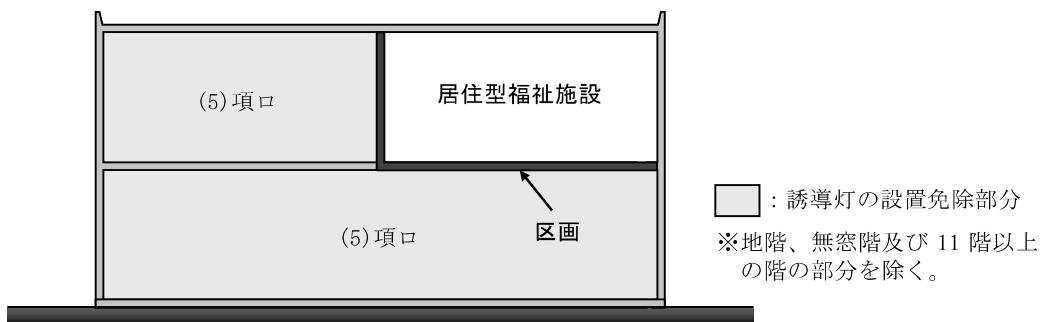 (5)項ロ
居住型福祉施設
(5)項ロ
区画
：誘導灯の設置免除部分
※地階、無窓階及び 11 階以上
の階の部分を除く。